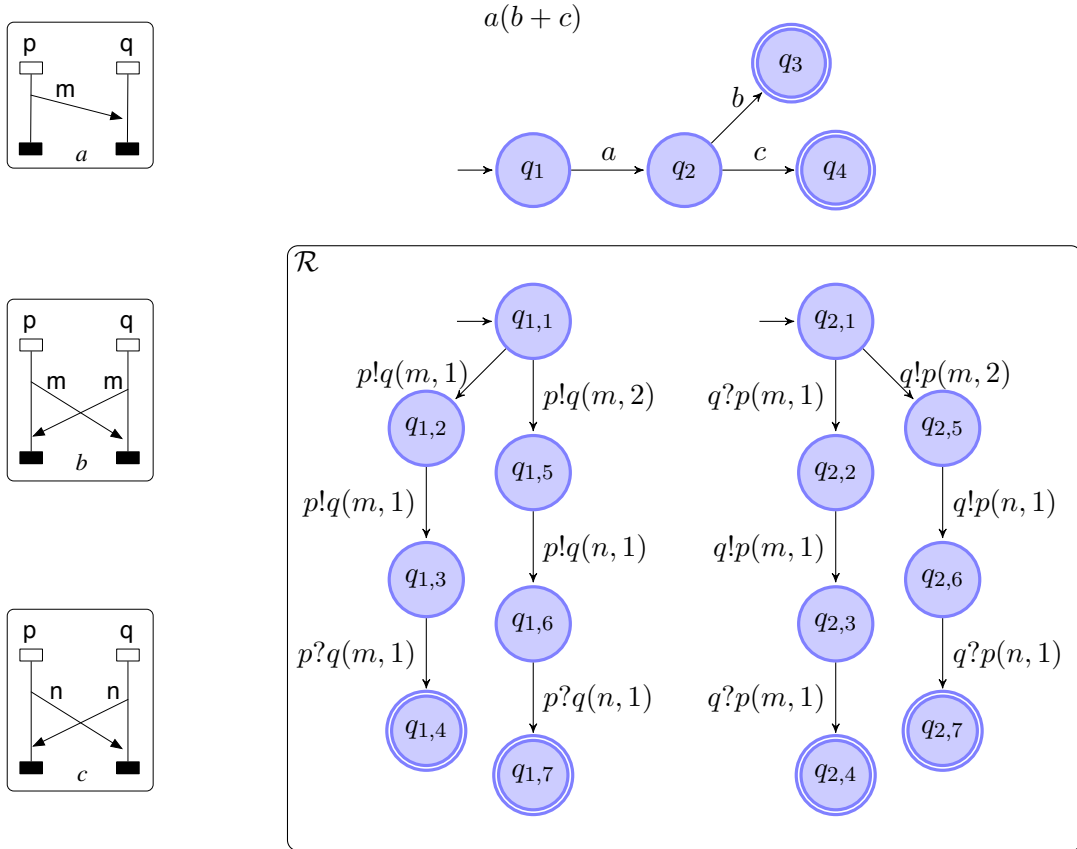 p q
m
a
p q
m m
b
p q
n n
c
a(b + c)
q3
b
q1 a q2 c q4
R
q1,1 q2,1
p!q(m, 1) p!q(m, 2) q?p(m, 1) q!p(m, 2)
q1,2 q2,5
q1,5 q2,2
p!q(m, 1) p!q(n, 1) q!p(m, 1) q!p(n, 1)
q1,3 q2,6
q1,6 q2,3
p?q(m, 1) p?q(n, 1) q?p(m, 1) q?p(n, 1)
q1,4 q2,7
q1,7 q2,4